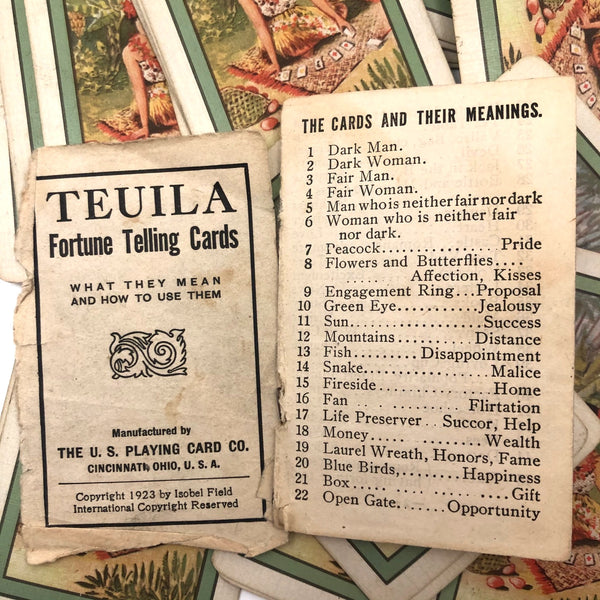 TEUILA
Fortune Telling Cards
WHAT THEY MEAN
AND HOW TO USE THEM
Manufactured by
THE U. S. PLAYING CARD CO.
CINCINNATI, OHIO, U. S. A.
Copyright 1923 by Isobel Field
International Copyright Reserved
THE CARDS AND THEIR MEANINGS.
1 Dark Man.
2 Dark Woman.
3 Fair Man.
4 Fair Woman.
5 Man who is neither fair nor dark
6 Woman who is neither fair
nor dark.
7 Peacock............... Pride
8 Flowers and Butterflies....
..... Affection, Kisses
9 Engagement Ring...Proposal
10 Green Eye...........Jealousy
11 Sun................Success
12 Mountains.........Distance
13 Fish.......Disappointment
14 Snake...............Malice
15 Fireside ............ Home
16 Fan ............ Flirtation
17 Life Preserver .. Succor, Help
18 Money............Wealth
19 Laurel Wreath, Honors, Fame
20 Blue Birds,........Happiness
21 Box .................. Gift
22 Open Gate......Opportunity